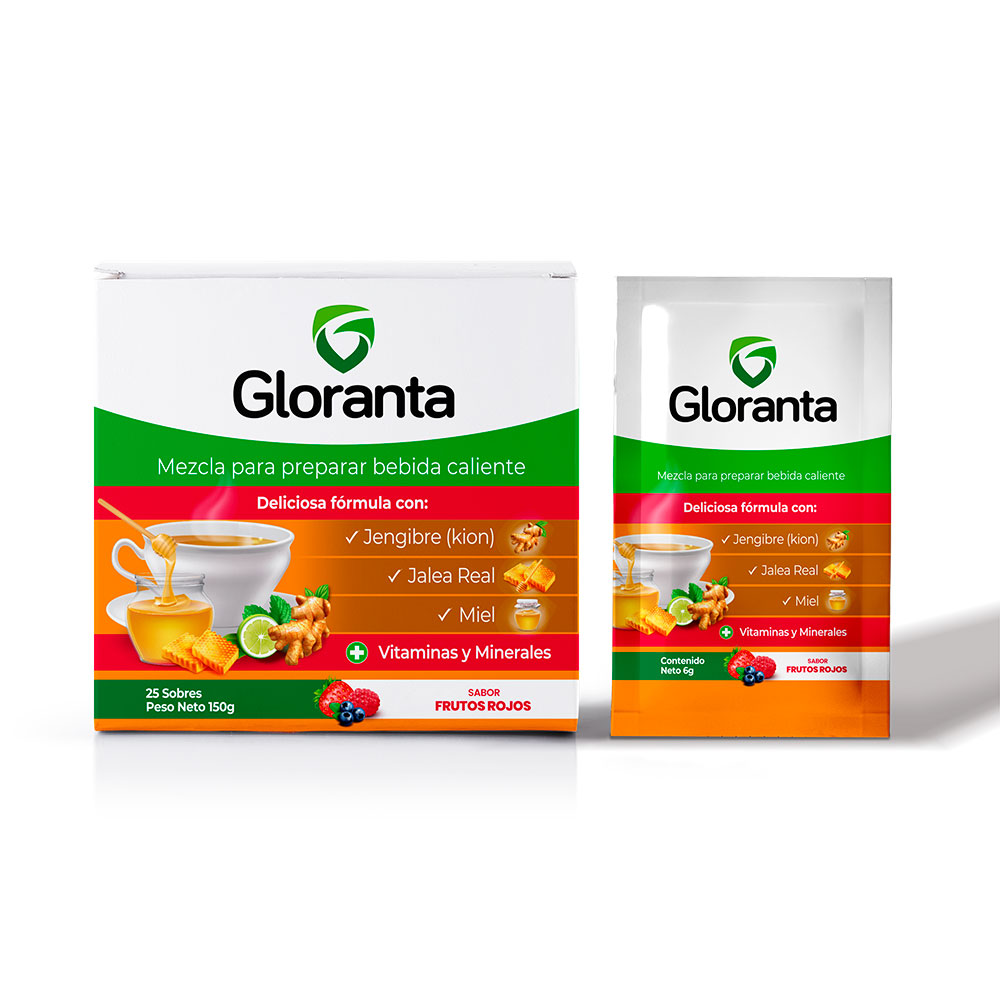 Gloranta
Mezcla para preparar bebida caliente
Deliciosa fórmula con:
✓ Jengibre (kion)
✓ Jalea Real
✓ Miel
+ Vitaminas y Minerales
25 Sobres
Peso Neto 150g
SABOR
FRUTOS ROJOS
Gloranta
Mezcla para preparar bebida caliente
Deliciosa fórmula con:
✓ Jengibre (kion)
✓ Jalea Real
✓ Miel
+ Vitaminas y Minerales
Contenido
Neto 6g
SABOR
FRUTOS ROJOS